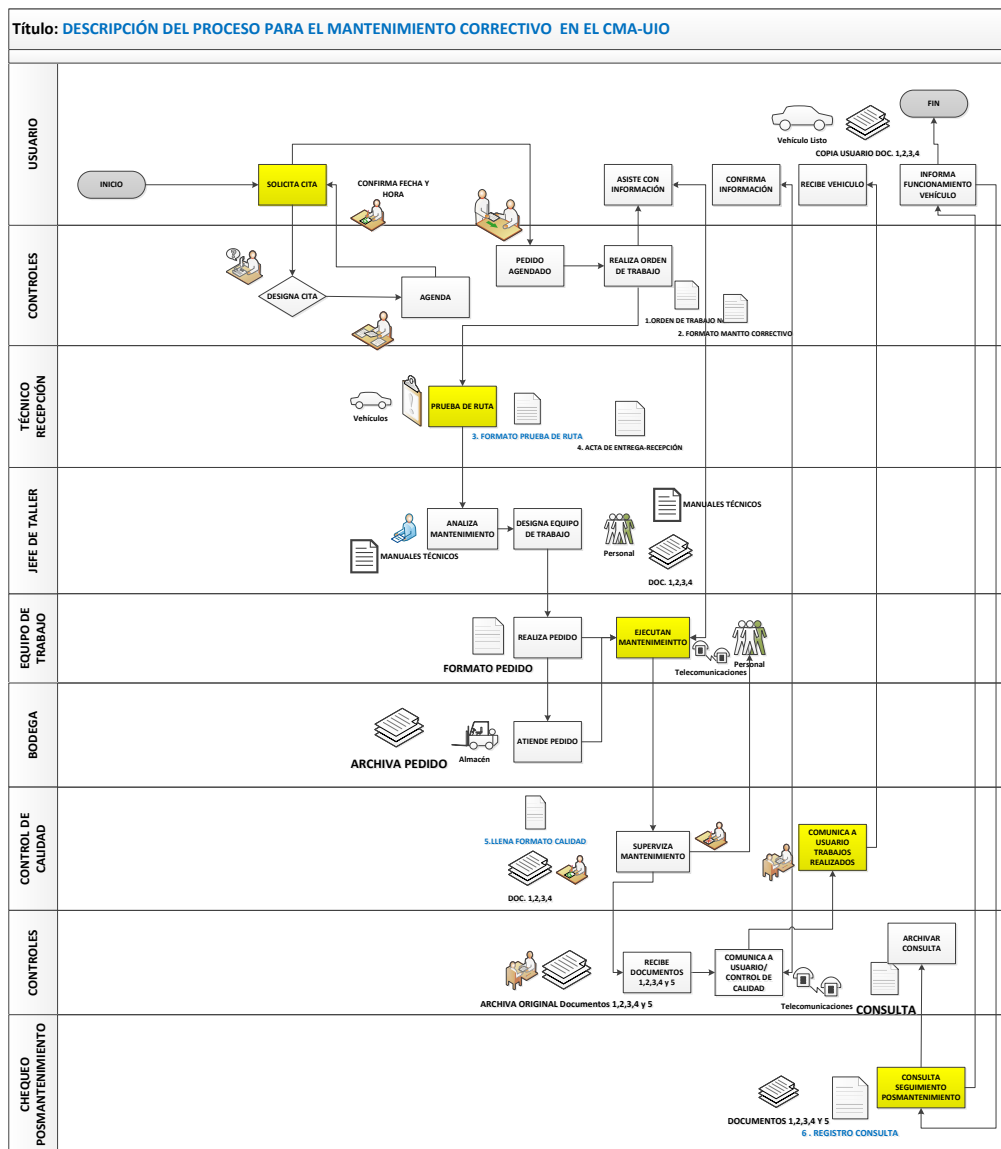 Título: DESCRIPCIÓN DEL PROCESO PARA EL MANTENIMIENTO CORRECTIVO EN EL CMA-UIO
USUARIO
INICIO
SOLICITA CITA
CONFIRMA FECHA Y
HORA
ASISTE CON
INFORMACIÓN
CONFIRMA
INFORMACIÓN
Vehículo Listo
COPIA USUARIO DOC. 1,2,3,4
RECIBE VEHICULO
FIN
INFORMA
FUNCIONAMIENTO
VEHÍCULO
CONTROLES
DESIGNA CITA
AGENDA
PEDIDO
AGENDADO
REALIZA ORDEN
DE TRABAJO
1.ORDEN DE TRABAJO
2. FORMATO MANTTO CORRECTIVO
TÉCNICO
RECEPCIÓN
Vehículos
PRUEBA DE RUTA
3. FORMATO PRUEBA DE RUTA
4. ACTA DE ENTREGA-RECEPCIÓN
JEFE DE TALLER
ANALIZA
MANTENIMIENTO
MANUALES TÉCNICOS
DESIGNA EQUIPO
DE TRABAJO
Personal
MANUALES TÉCNICOS
DOC. 1,2,3,4
EQUIPO DE
TRABAJO
FORMATO PEDIDO
REALIZA PEDIDO
EJECUTAN
MANTENIMEINTTO
Telecomunicaciones
Personal
BODEGA
ARCHIVA PEDIDO
Almacén
ATIENDE PEDIDO
CONTROL DE
CALIDAD
5.LLENA FORMATO CALIDAD
DOC. 1,2,3,4
SUPERVIZA
MANTENIMIENTO
COMUNICA A
USUARIO
TRABAJOS
REALIZADOS
CONTROLES
ARCHIVA ORIGINAL Documentos 1,2,3,4 y 5
RECIBE
DOCUMENTOS
1,2,3,4 y 5
COMUNICA A
USUARIO/
CONTROL DE
CALIDAD
Telecomunicaciones
CONSULTA
ARCHIVAR
CONSULTA
CHEQUEO
POSMANTENIMIENTO
DOCUMENTOS 1,2,3,4 Y 5
6 . REGISTRO CONSULTA
CONSULTA
SEGUIMIENTO
POSMANTENIMIENTO